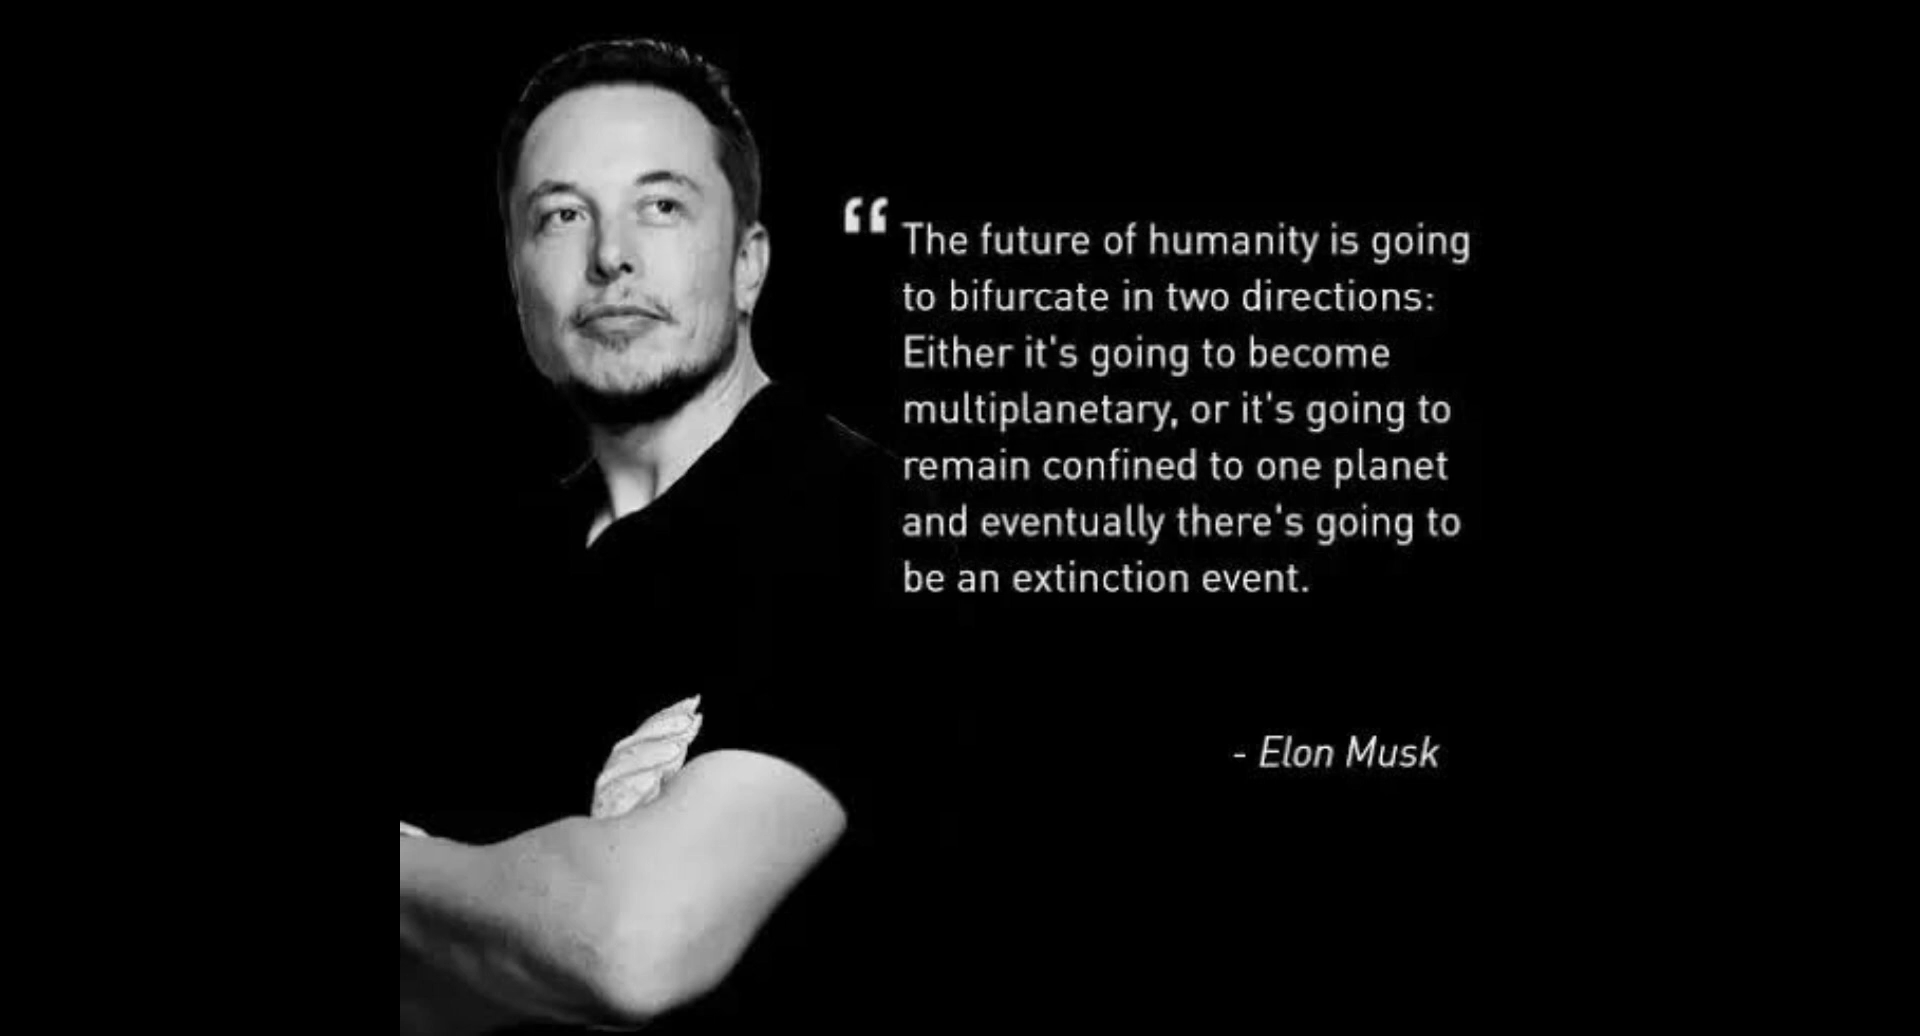 “ The future of humanity is going
to bifurcate in two directions:
Either it's going to become
multiplanetary, or it's going to
remain confined to one planet
and eventually there's going to
be an extinction event.
- Elon Musk